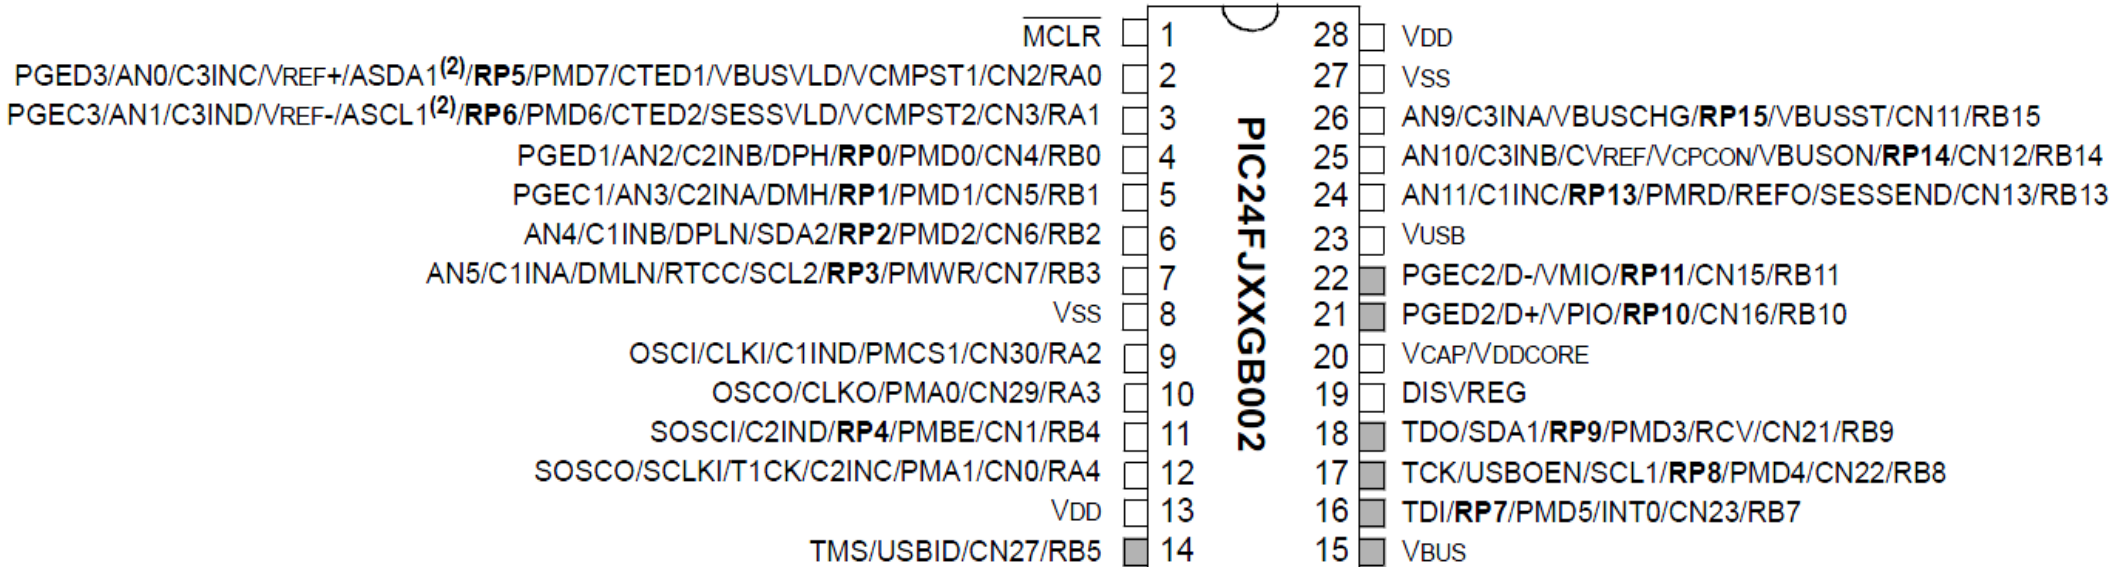 MCLR 1 28 VDD
PGED3/AN0/C3INC/VREF+/ASDA1(2)/RP5/PMD7/CTED1/VBUSVLD/VCMPST1/CN2/RA0 2 27 VSS
PGEC3/AN1/C3IND/VREF-/ASCL1(2)/RP6/PMD6/CTED2/SESSVLD/VCMPST2/CN3/RA1 3 26 AN9/C3INA/VBUSCHG/RP15/VBUSST/CN11/RB15
PGED1/AN2/C2INB/DPH/RP0/PMD0/CN4/RB0 4 25 AN10/C3INB/CVREF/VCPCON/VBUSON/RP14/CN12/RB14
PGEC1/AN3/C2INA/DMH/RP1/PMD1/CN5/RB1 5 24 AN11/C1INC/RP13/PMRD/REFO/SESSEND/CN13/RB13
AN4/C1INB/DPLN/SDA2/RP2/PMD2/CN6/RB2 6 23 VUSB
AN5/C1INA/DMLN/RTCC/SCL2/RP3/PMWR/CN7/RB3 7 22 PGEC2/D-/VMIO/RP11/CN15/RB11
VSS 8 21 PGED2/D+/VPIO/RP10/CN16/RB10
OSCI/CLKI/C1IND/PMCS1/CN30/RA2 9 20 VCAP/VDDCORE
OSCO/CLKO/PMA0/CN29/RA3 10 19 DISVREG
SOSCI/C2IND/RP4/PMBE/CN1/RB4 11 18 TDO/SDA1/RP9/PMD3/RCV/CN21/RB9
SOSCO/SCLKI/T1CK/C2INC/PMA1/CN0/RA4 12 17 TCK/USBOEN/SCL1/RP8/PMD4/CN22/RB8
VDD 13 16 TDI/RP7/PMD5/INT0/CN23/RB7
TMS/USBID/CN27/RB5 14 15 VBUS
PIC24FJXXGB002